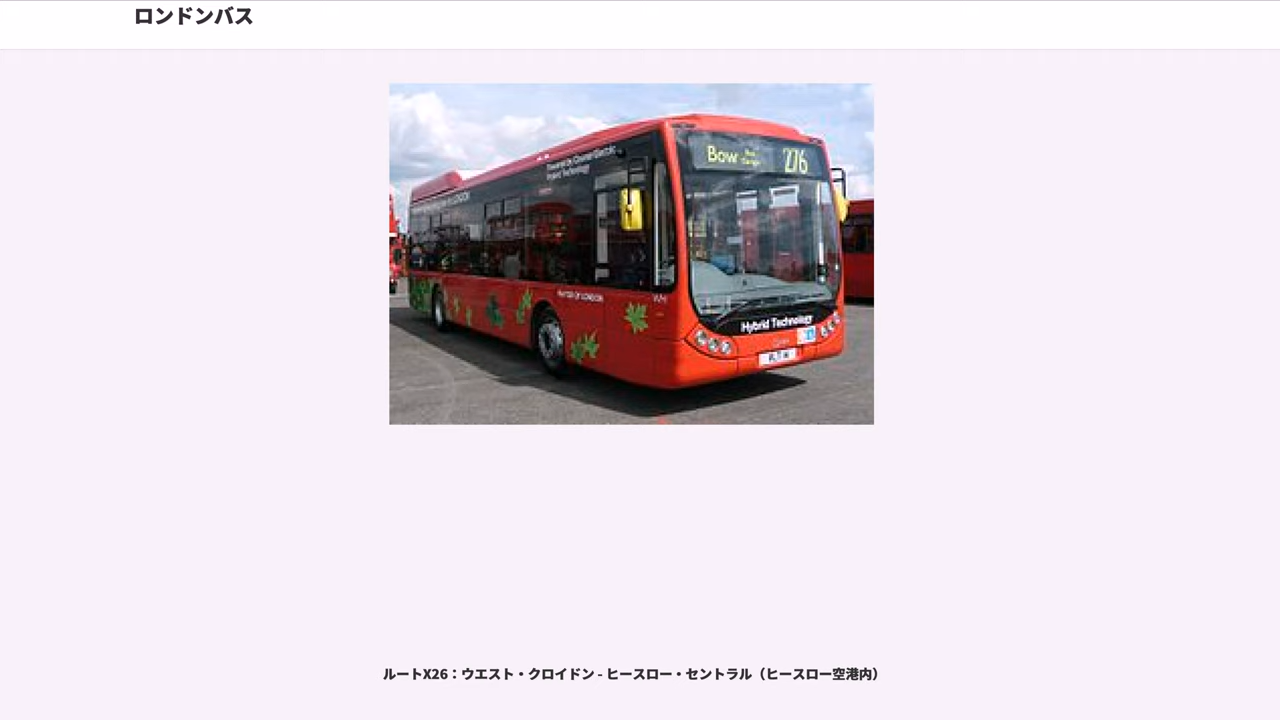 ロンドンバス
Bow
276
Hybrid Technology
ルートX26：ウエスト・クロイドン - ヒースロー・セントラル（ヒースロー空港内）